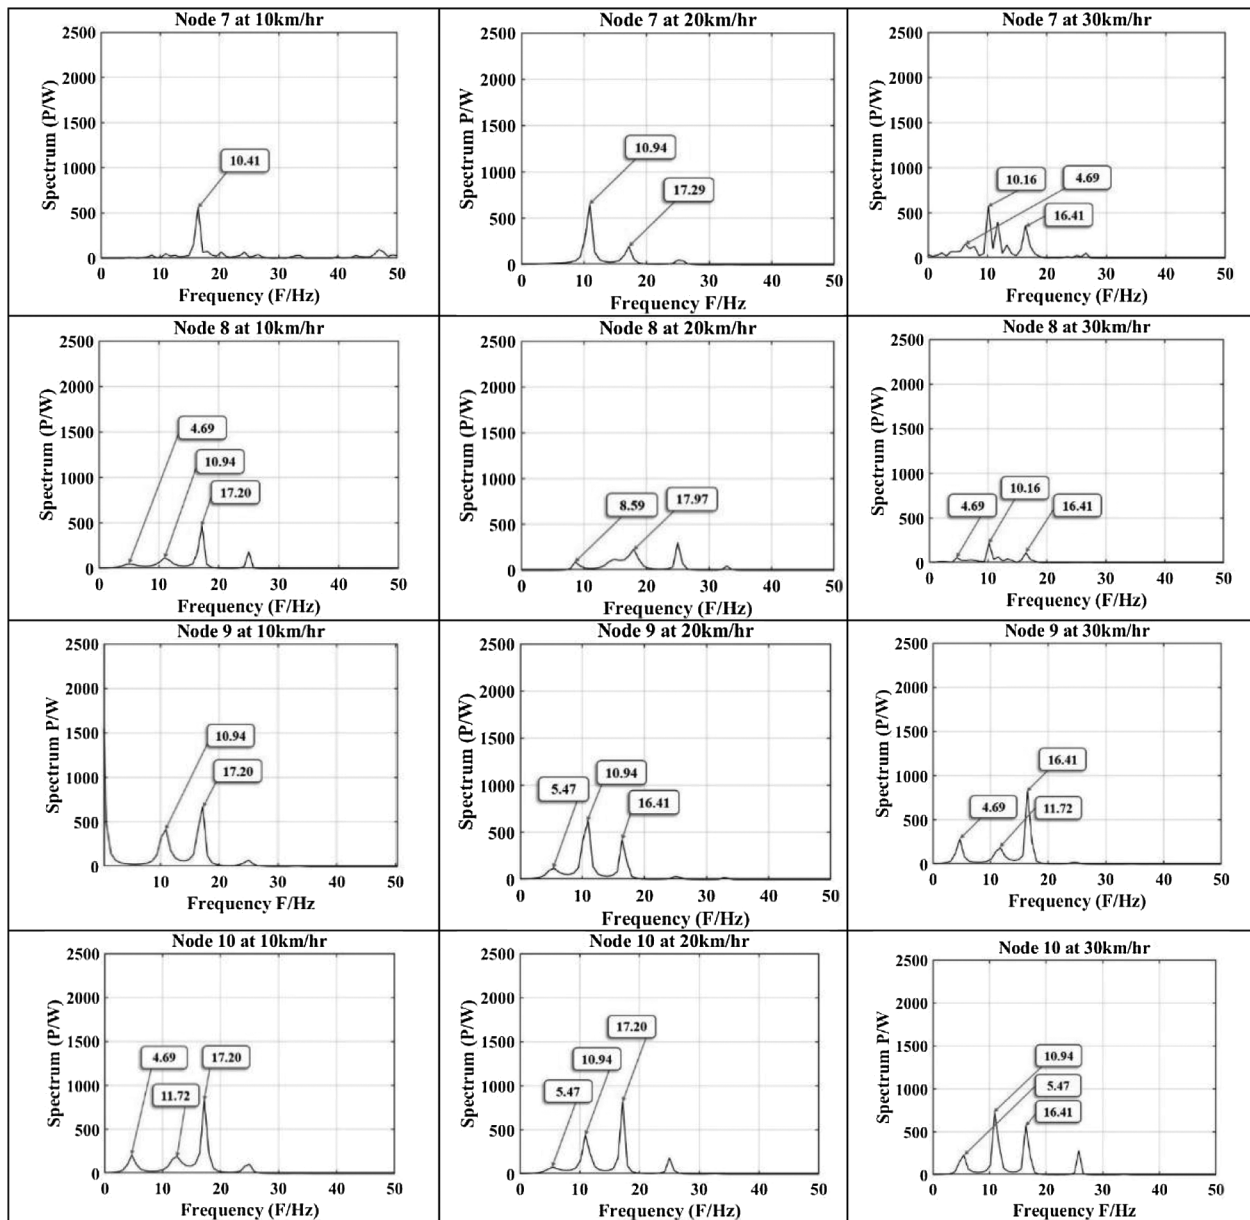 Node 7 at 10km/hr
2500
2000
1500
1000
500
0
Spectrum (P/W)
10.41
0 10 20 30 40 50
Frequency (F/Hz)
Node 7 at 20km/hr
2500
2000
1500
1000
500
0
Spectrum P/W
10.94
17.29
0 10 20 30 40 50
Frequency F/Hz
Node 7 at 30km/hr
2500
2000
1500
1000
500
0
Spectrum (P/W)
10.16
4.69
16.41
0 10 20 30 40 50
Frequency (F/Hz)
Node 8 at 10km/hr
2500
2000
1500
1000
500
0
Spectrum (P/W)
4.69
10.94
17.20
0 10 20 30 40 50
Frequency (F/Hz)
Node 8 at 20km/hr
2500
2000
1500
1000
500
0
Spectrum (P/W)
8.59
17.97
0 10 20 30 40 50
Frequency (F/Hz)
Node 8 at 30km/hr
2500
2000
1500
1000
500
0
Spectrum (P/W)
4.69
10.16
16.41
0 10 20 30 40 50
Frequency (F/Hz)
Node 9 at 10km/hr
2500
2000
1500
1000
500
0
Spectrum P/W
10.94
17.20
10 20 30 40 50
Frequency F/Hz
Node 9 at 20km/hr
2500
2000
1500
1000
500
0
Spectrum (P/W)
5.47
10.94
16.41
0 10 20 30 40 50
Frequency (F/Hz)
Node 9 at 30km/hr
2500
2000
1500
1000
500
0
Spectrum (P/W)
16.41
4.69
11.72
0 10 20 30 40 50
Frequency (F/Hz)
Node 10 at 10km/hr
2500
2000
1500
1000
500
0
Spectrum (P/W)
4.69
17.20
11.72
0 10 20 30 40 50
Frequency (F/Hz)
Node 10 at 20km/hr
2500
2000
1500
1000
500
0
Spectrum (P/W)
17.20
10.94
5.47
0 10 20 30 40 50
Frequency (F/Hz)
Node 10 at 30km/hr
2500
2000
1500
1000
500
0
Spectrum P/W
10.94
5.47
16.41
0 10 20 30 40 50
Frequency F/Hz